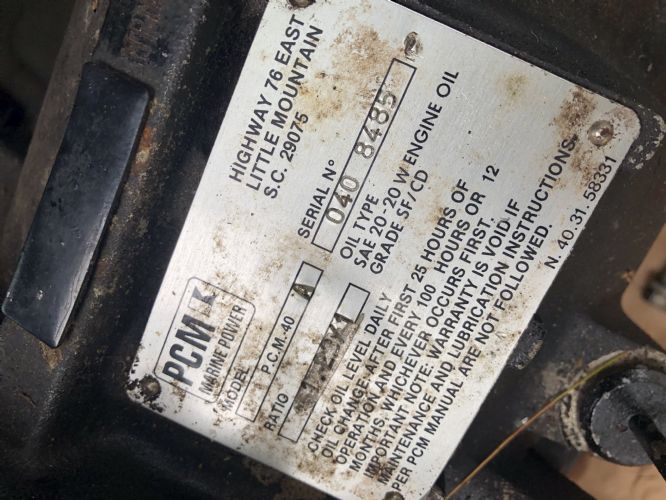 PCM
MARINE POWER
HIGHWAY 76 EAST
LITTLE MOUNTAIN
S.C. 29075
MODEL P.C.M.40 A
SERIAL N° 040 8485
RATIO
OIL TYPE
SAE 20-20 W ENGINE OIL
GRADE SF/CD
CHECK OIL LEVEL DAILY
OIL CHANGE AFTER FIRST 25 HOURS OF
OPERATION AND EVERY 100 HOURS OR 12
MONTHS, WHICHEVER OCCURS FIRST.
IMPORTANT NOTE: WARRANTY IS VOID IF
MAINTENANCE AND LUBRICATION INSTRUCTIONS
PER PCM MANUAL ARE NOT FOLLOWED.
N. 40.31.58331